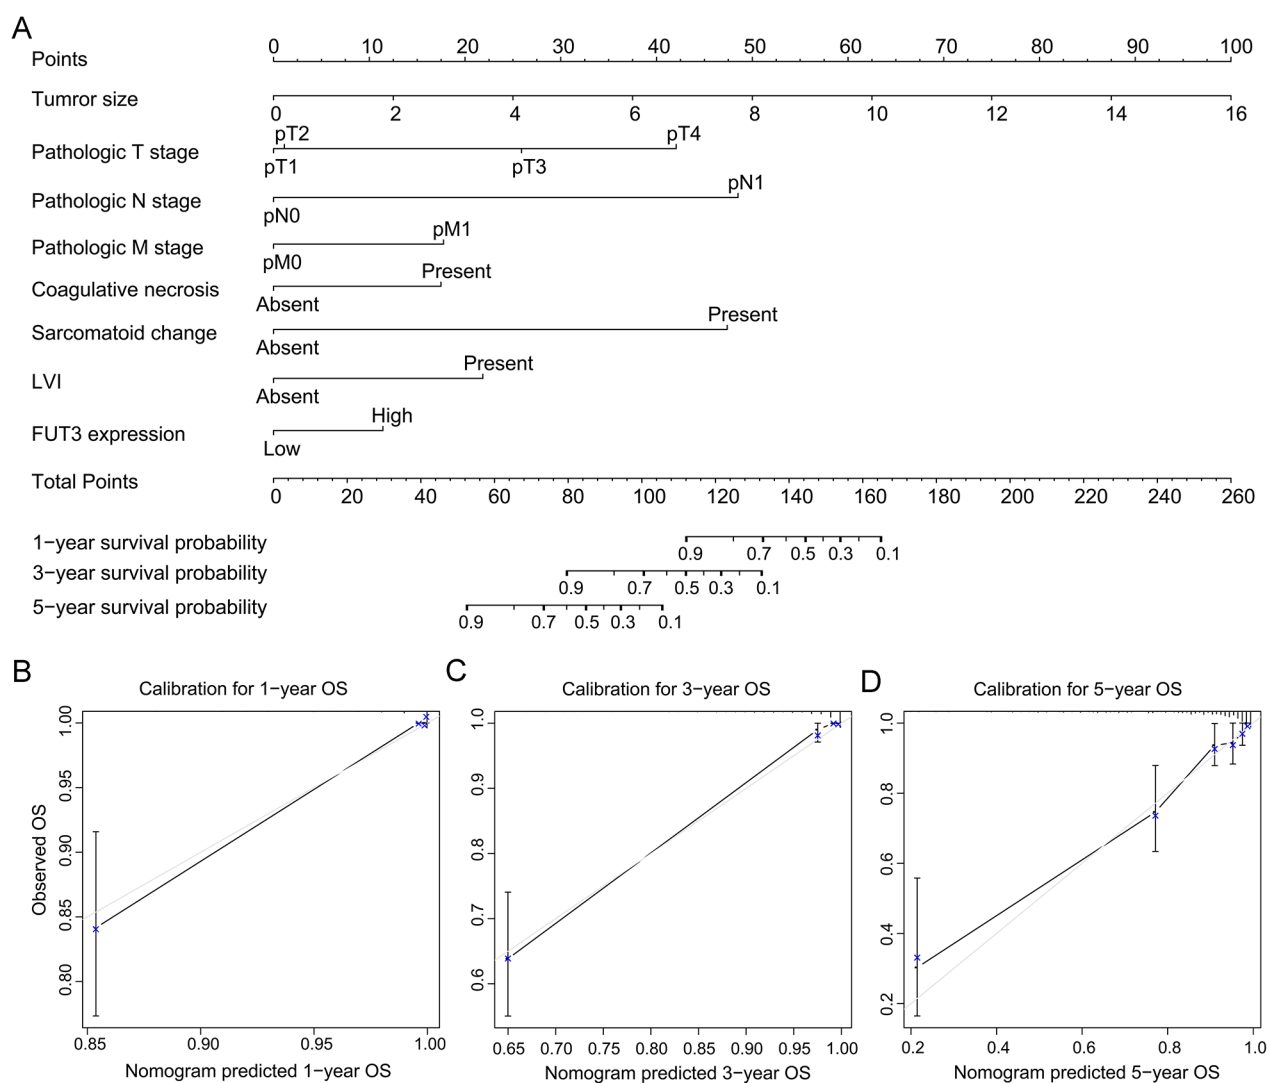 A
Points
0 10 20 30 40 50 60 70 80 90 100
Tumror size
0 2 4 6 8 10 12 14 16
pT2 pT4
Pathologic T stage
pT1 pT3
pN1
Pathologic N stage
pN0
pM1
Pathologic M stage
pM0
Present
Coagulative necrosis
Absent
Present
Sarcomatoid change
Absent
Present
LVI
Absent
High
FUT3 expression
Low
Total Points
0 20 40 60 80 100 120 140 160 180 200 220 240 260
1−year survival probability
0.9 0.7 0.5 0.3 0.1
3−year survival probability
0.9 0.7 0.5 0.3 0.1
5−year survival probability
0.9 0.7 0.5 0.3 0.1
B
Calibration for 1−year OS
Observed OS
1.00
0.95
0.90
0.85
0.80
0.85 0.90 0.95 1.00
Nomogram predicted 1−year OS
C
Calibration for 3−year OS
1.0
0.9
0.8
0.7
0.6
0.65 0.70 0.75 0.80 0.85 0.90 0.95 1.00
Nomogram predicted 3−year OS
D
Calibration for 5−year OS
1.0
0.8
0.6
0.4
0.2
0.2 0.4 0.6 0.8 1.0
Nomogram predicted 5−year OS